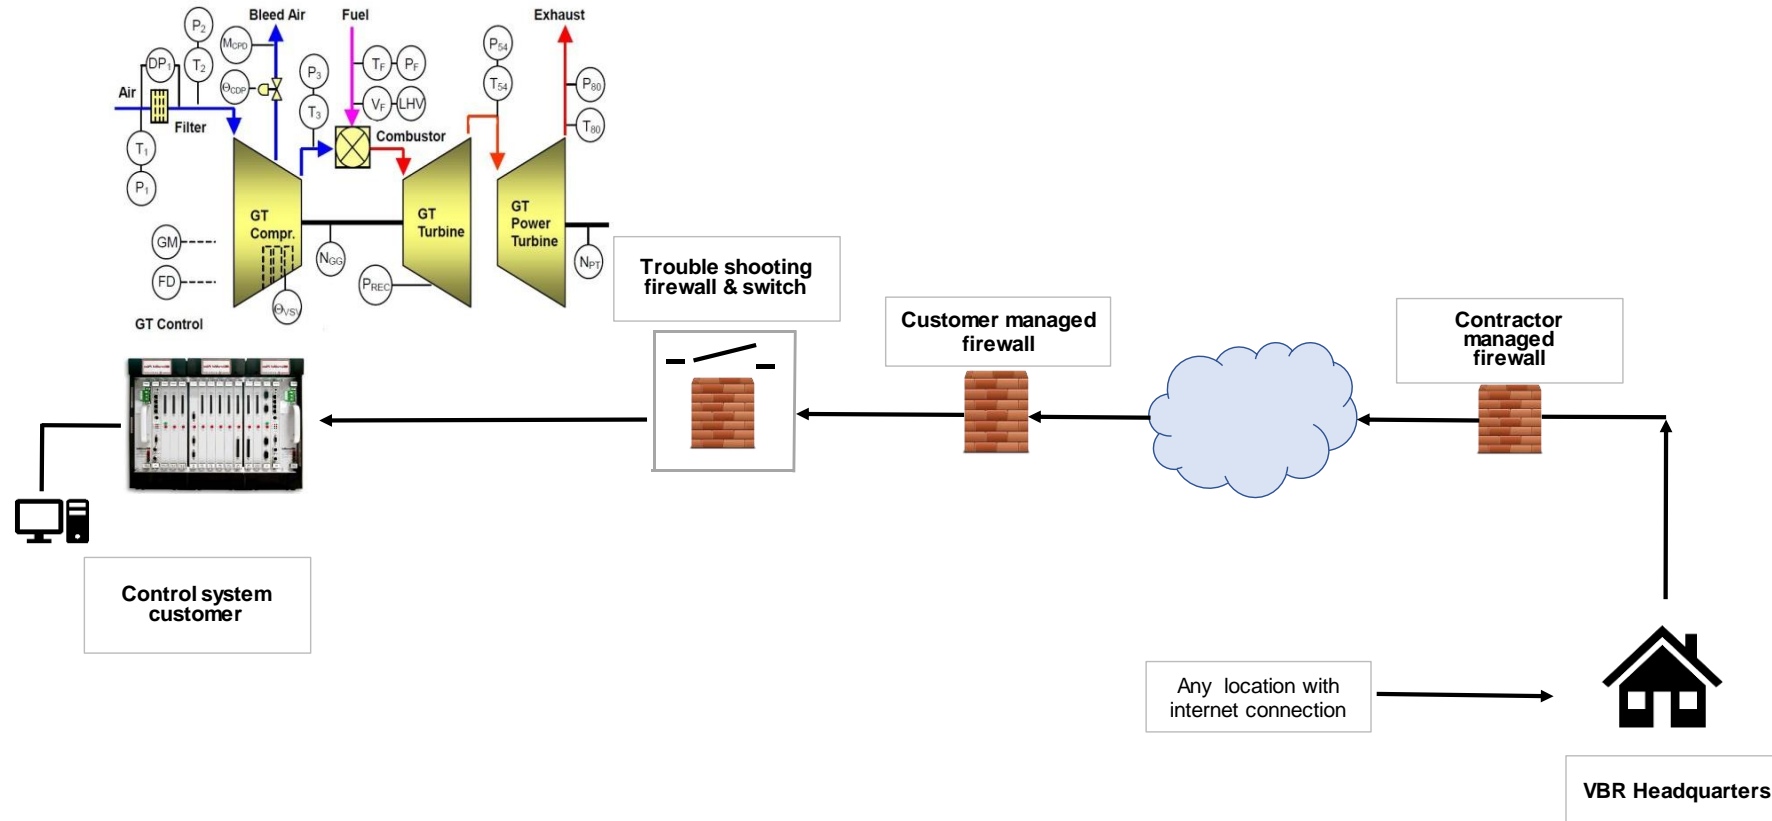 Bleed Air
Fuel
Exhaust
P2
MCPD
P54
DP1
T2
P3
TF
PF
T54
P80
ΘCDP
Air
T3
VF
LHV
Filter
Combustor
T80
T1
P1
GT
Compr.
GT
Turbine
GT
Power
Turbine
GM
NGG
NPT
FD
PREC
ΘVSV
GT Control
Trouble shooting
firewall & switch
Customer managed
firewall
Contractor
managed
firewall
Control system
customer
Any location with
internet connection
VBR Headquarters